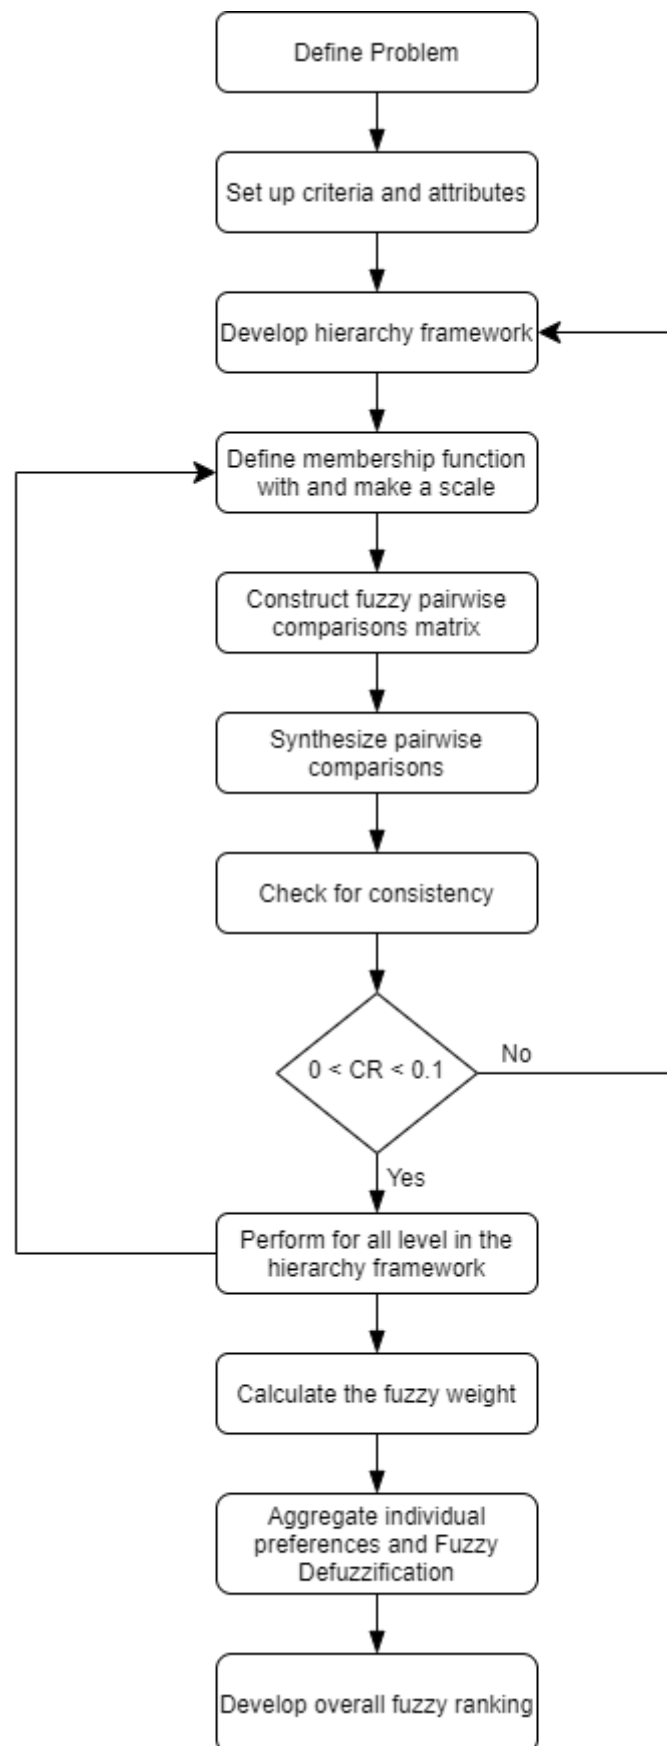 Define Problem
Set up criteria and attributes
Develop hierarchy framework
Define membership function
with and make a scale
Construct fuzzy pairwise
comparisons matrix
Synthesize pairwise
comparisons
Check for consistency
0 < CR < 0.1
No
Yes
Perform for all level in the
hierarchy framework
Calculate the fuzzy weight
Aggregate individual
preferences and Fuzzy
Defuzzification
Develop overall fuzzy ranking